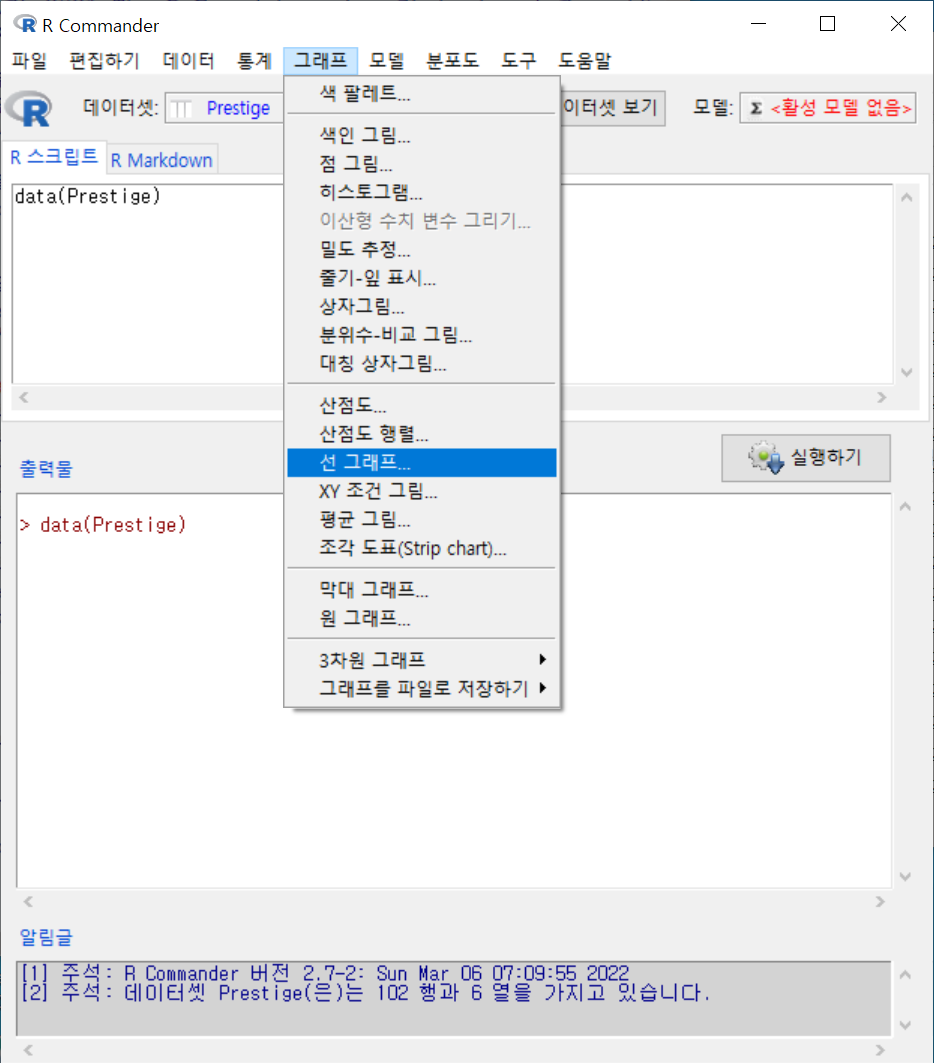 R Commander
파일 편집하기 데이터 통계 그래프 모델 분포도 도구 도움말
데이터셋: Prestige 이터셋 보기 모델: Σ <활성 모델 없음>
R 스크립트 R Markdown
data(Prestige)
색 팔레트...
색인 그림...
점 그림...
히스토그램...
이산형 수치 변수 그리기...
밀도 추정...
줄기-잎 표시...
상자그림...
분위수-비교 그림...
대칭 상자그림...
산점도...
산점도 행렬...
선 그래프...
XY 조건 그림...
평균 그림...
조각 도표(Strip chart)...
막대 그래프...
원 그래프...
3차원 그래프
그래프를 파일로 저장하기
출력물 실행하기
> data(Prestige)
알림글
[1] 주석: R Commander 버전 2.7-2: Sun Mar 06 07:09:55 2022
[2] 주석: 데이터셋 Prestige(은)는 102 행과 6 열을 가지고 있습니다.